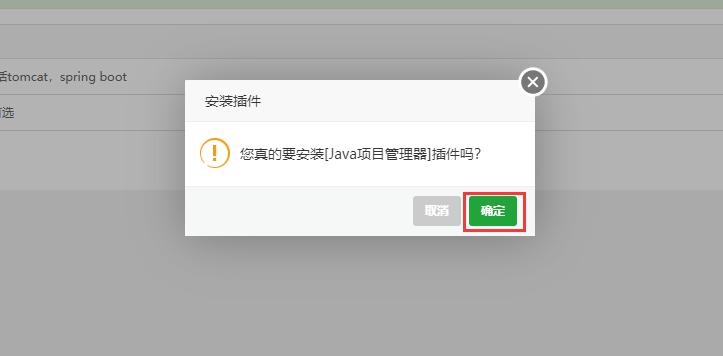 括tomcat，spring boot
安装插件
首选
您真的要安装[Java项目管理器]插件吗？
取消
确定